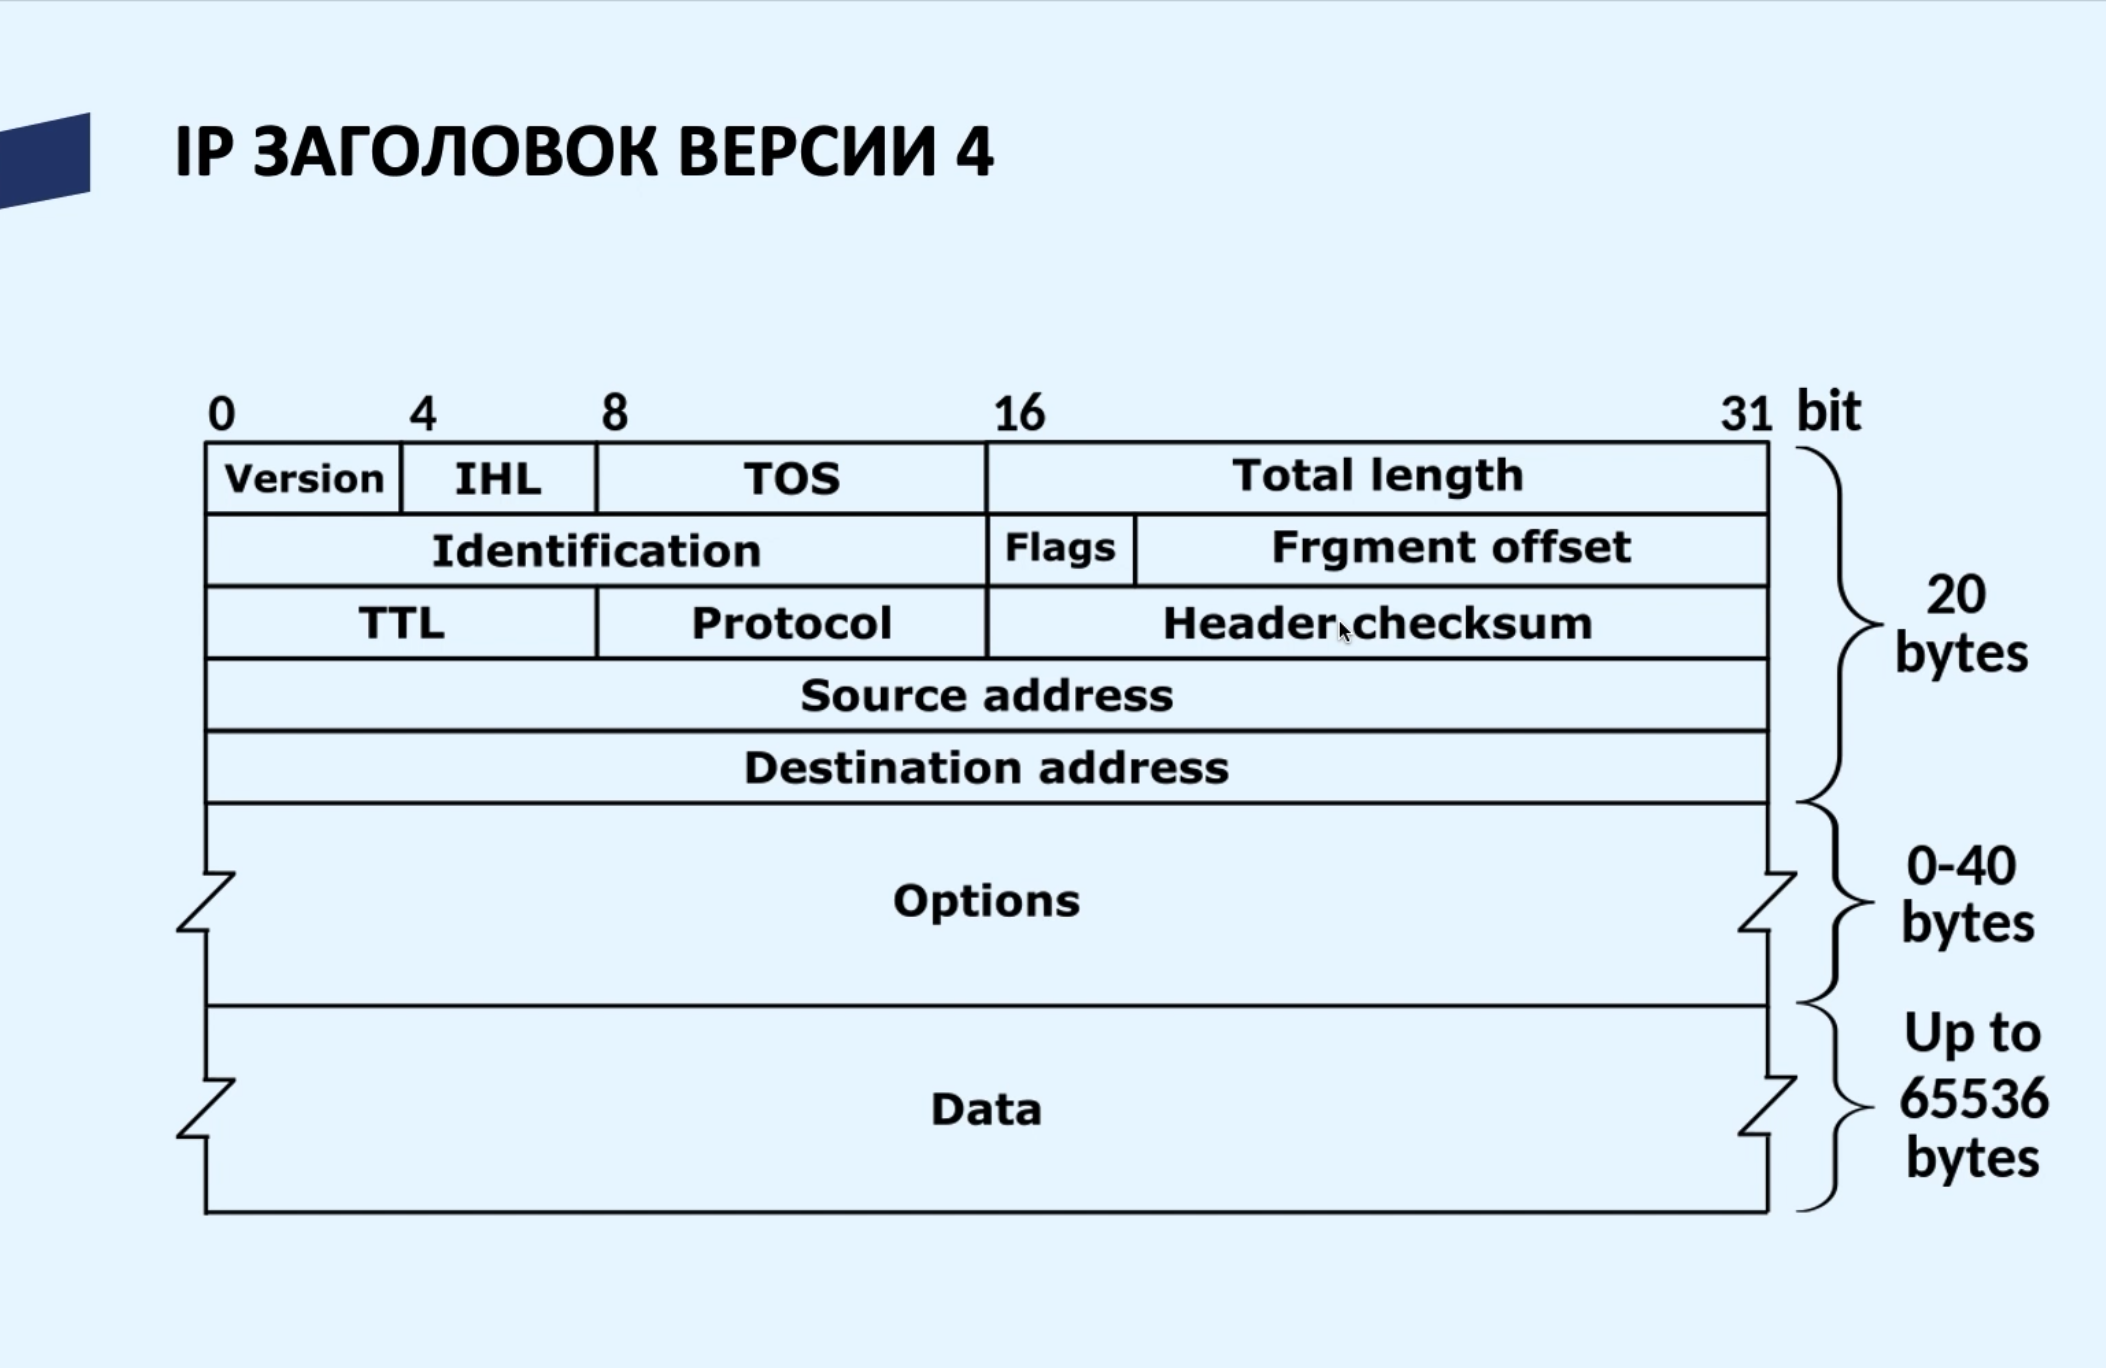 IP ЗАГОЛОВОК ВЕРСИИ 4
0 4 8 16 31 bit
Version IHL TOS Total length
Identification Flags Frgment offset
TTL Protocol Header checksum
Source address
Destination address
20
bytes
Options
0-40
bytes
Data
Up to
65536
bytes